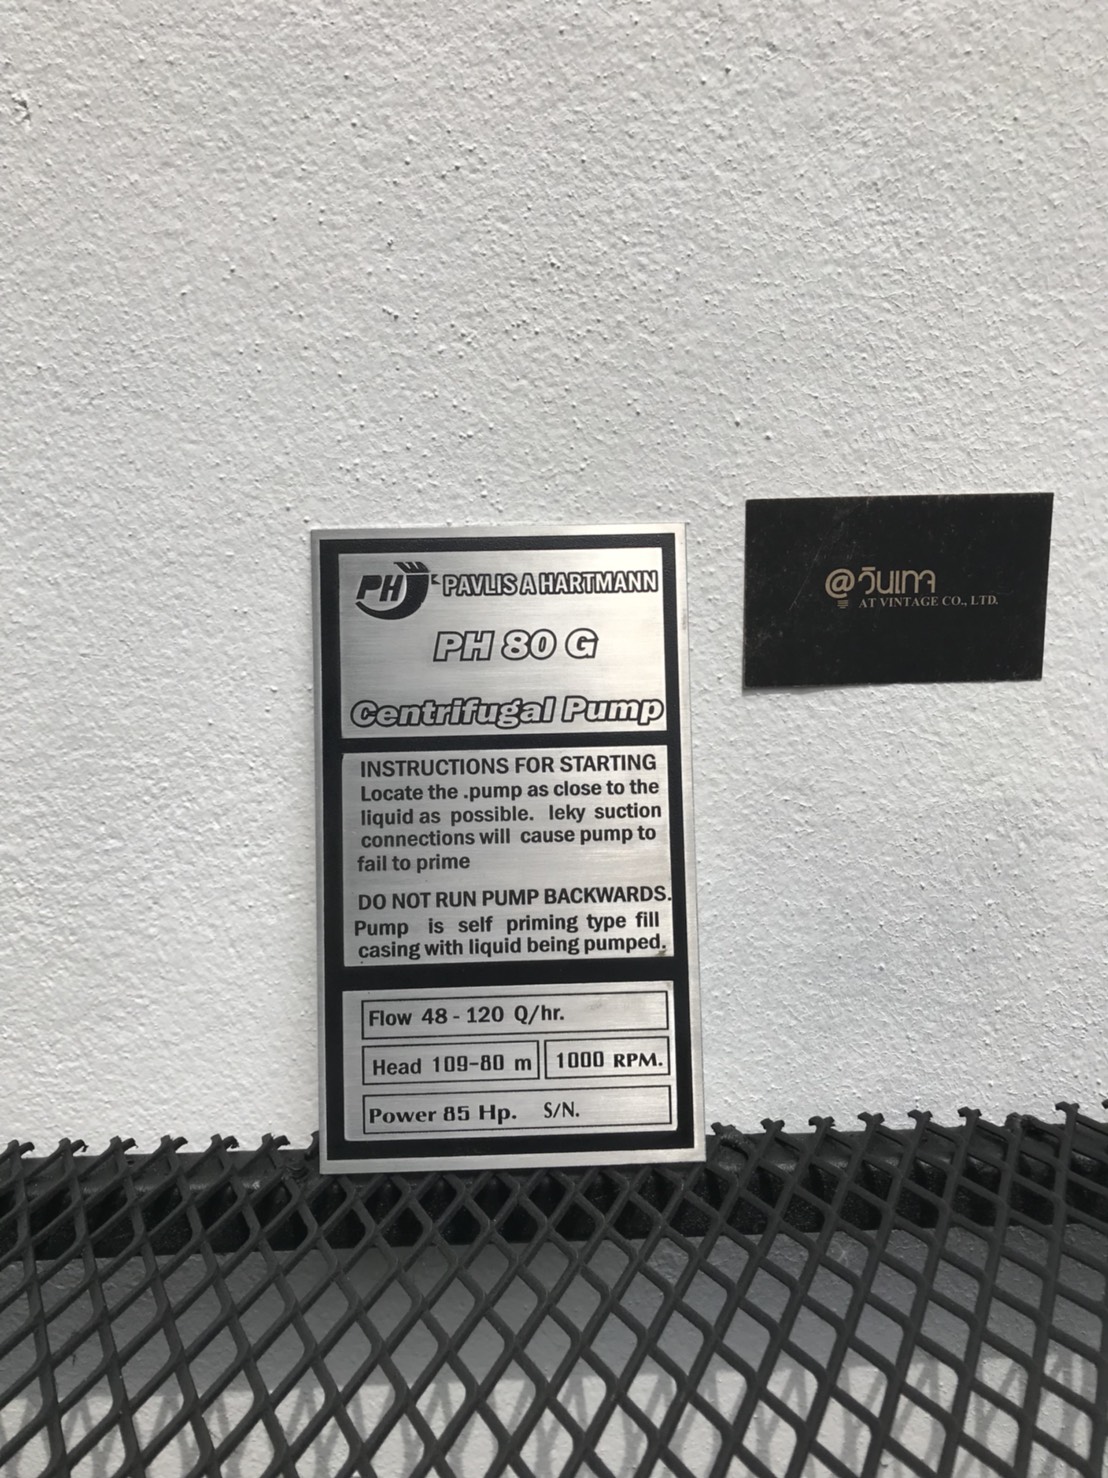 PH PAVLIS A HARTMANN
PH 80 G
Centrifugal Pump
INSTRUCTIONS FOR STARTING
Locate the .pump as close to the
liquid as possible. leky suction
connections will cause pump to
fail to prime
DO NOT RUN PUMP BACKWARDS.
Pump is self priming type fill
casing with liquid being pumped.
Flow 48 - 120 Q/hr.
Head 109-80 m
1000 RPM.
Power 85 Hp. S/N.
@วินเทจ
AT VINTAGE CO., LTD.